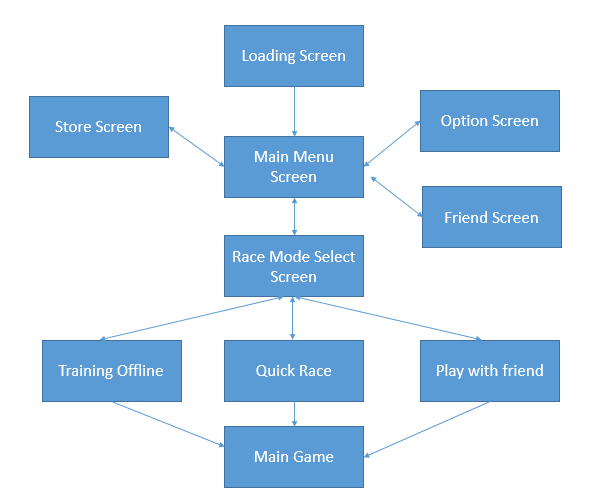 Loading Screen
Store Screen
Option Screen
Main Menu
Screen
Friend Screen
Race Mode Select
Screen
Training Offline
Quick Race
Play with friend
Main Game